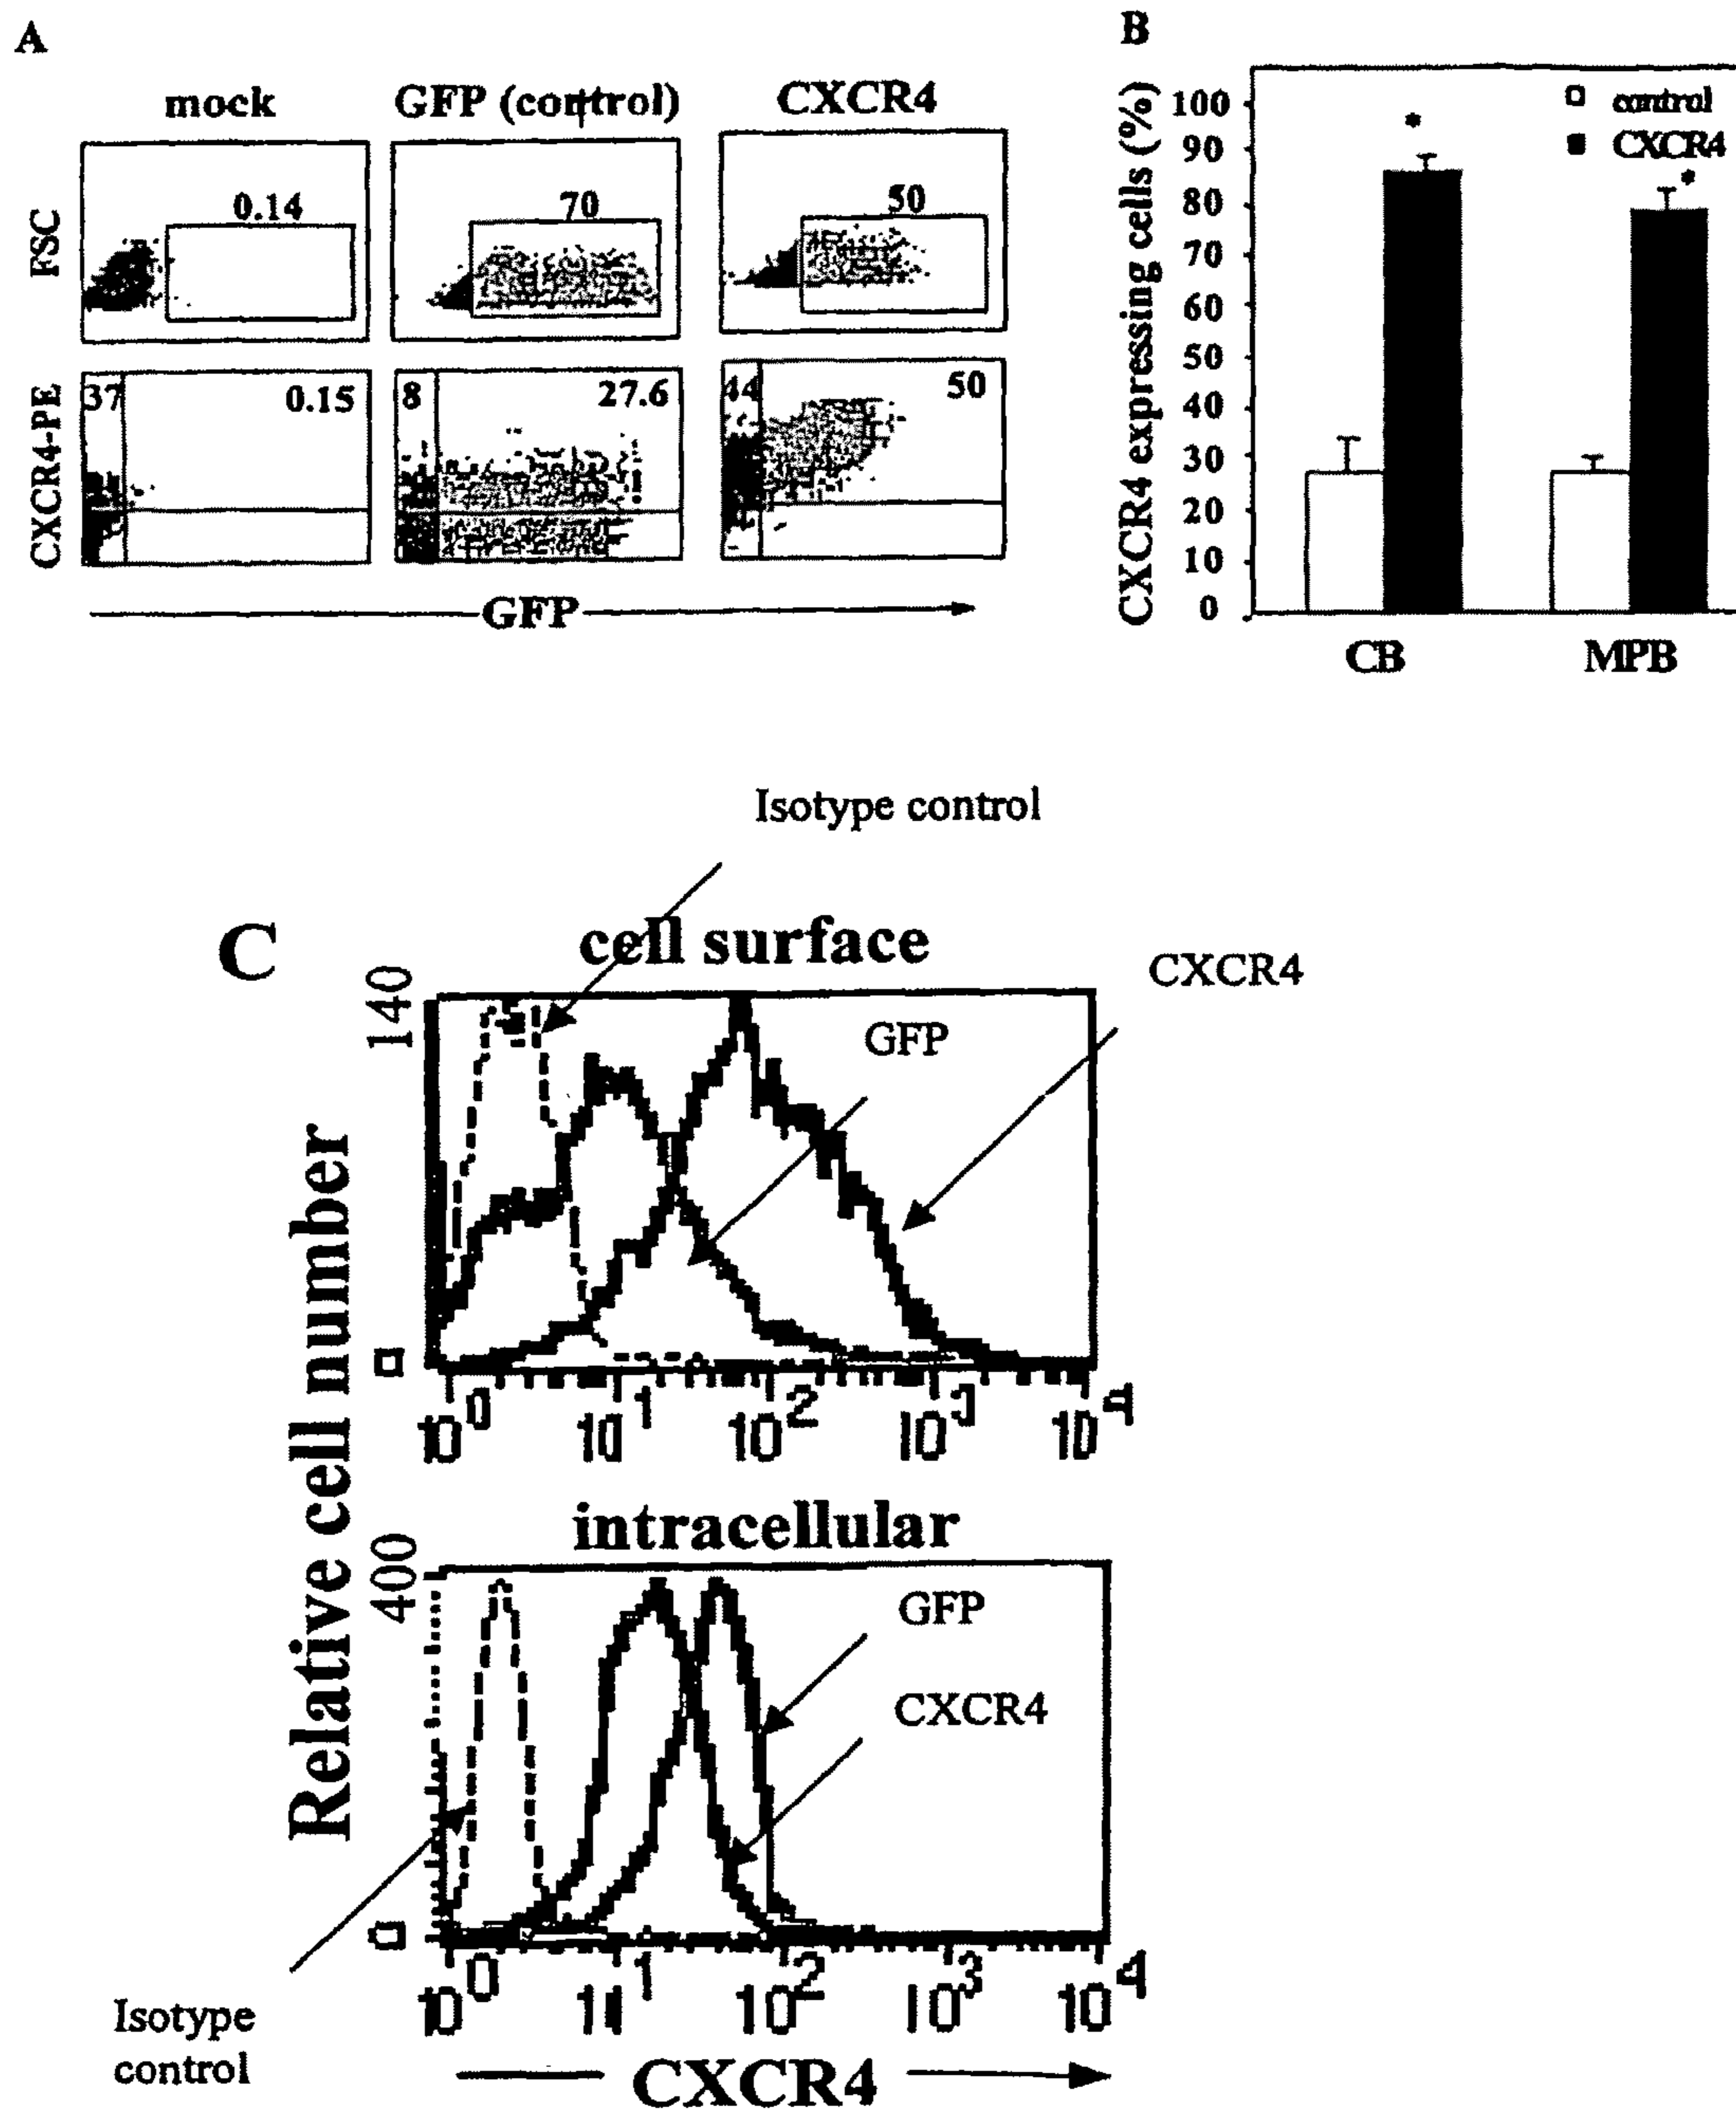 A
mock
GFP (control)
CXCR4
FSC
0.14
70
50
CXCR4-PE
37
0.15
8
27.6
44
50
GFP
B
CXCR4 expressing cells (%)
100
90
80
70
60
50
40
30
20
10
0
control
CXCR4
*
*
CB
MPB
C
Isotype control
cell surface
CXCR4
GFP
140
0
10^0
10^1
10^2
10^3
10^4
Relative cell number
intracellular
400
GFP
CXCR4
0
10^0
10^1
10^2
10^3
10^4
Isotype
control
CXCR4